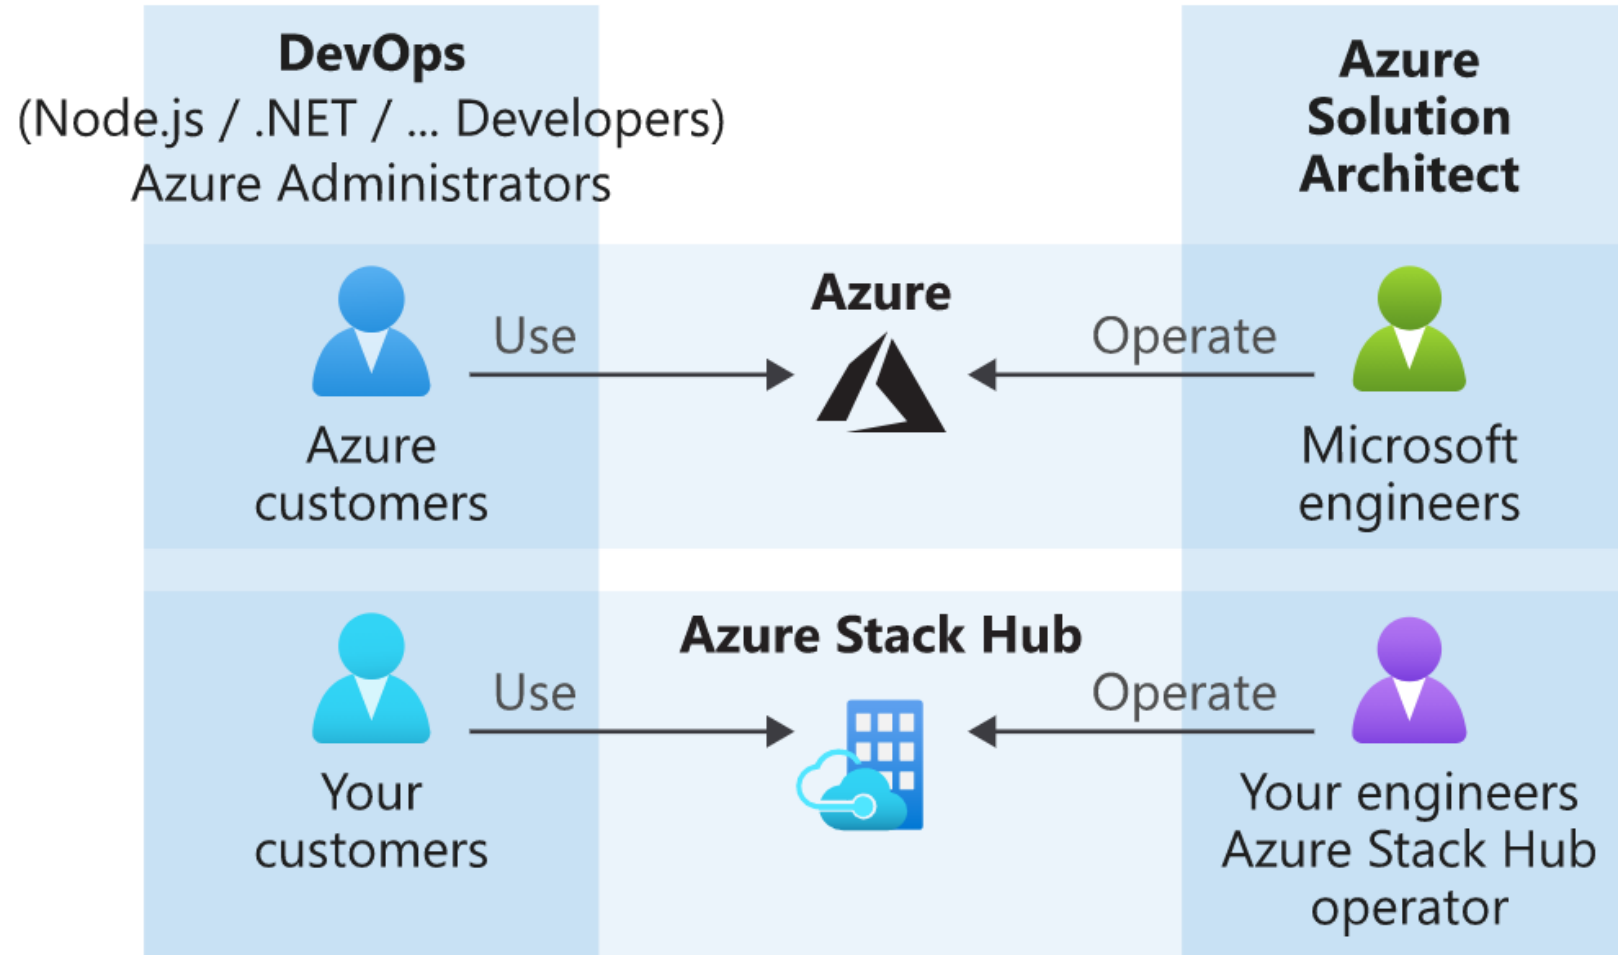 DevOps
(Node.js / .NET / ... Developers)
Azure Administrators
Azure
Solution
Architect
Azure
Use
Operate
Azure
customers
Microsoft
engineers
Azure Stack Hub
Use
Operate
Your
customers
Your engineers
Azure Stack Hub
operator